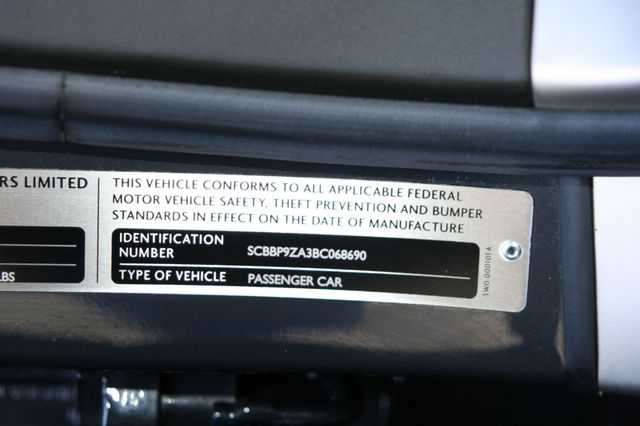 RS LIMITED
LBS
THIS VEHICLE CONFORMS TO ALL APPLICABLE FEDERAL
MOTOR VEHICLE SAFETY, THEFT PREVENTION AND BUMPER
STANDARDS IN EFFECT ON THE DATE OF MANUFACTURE
IDENTIFICATION
NUMBER SCBBP9ZA3BC068690
TYPE OF VEHICLE PASSENGER CAR